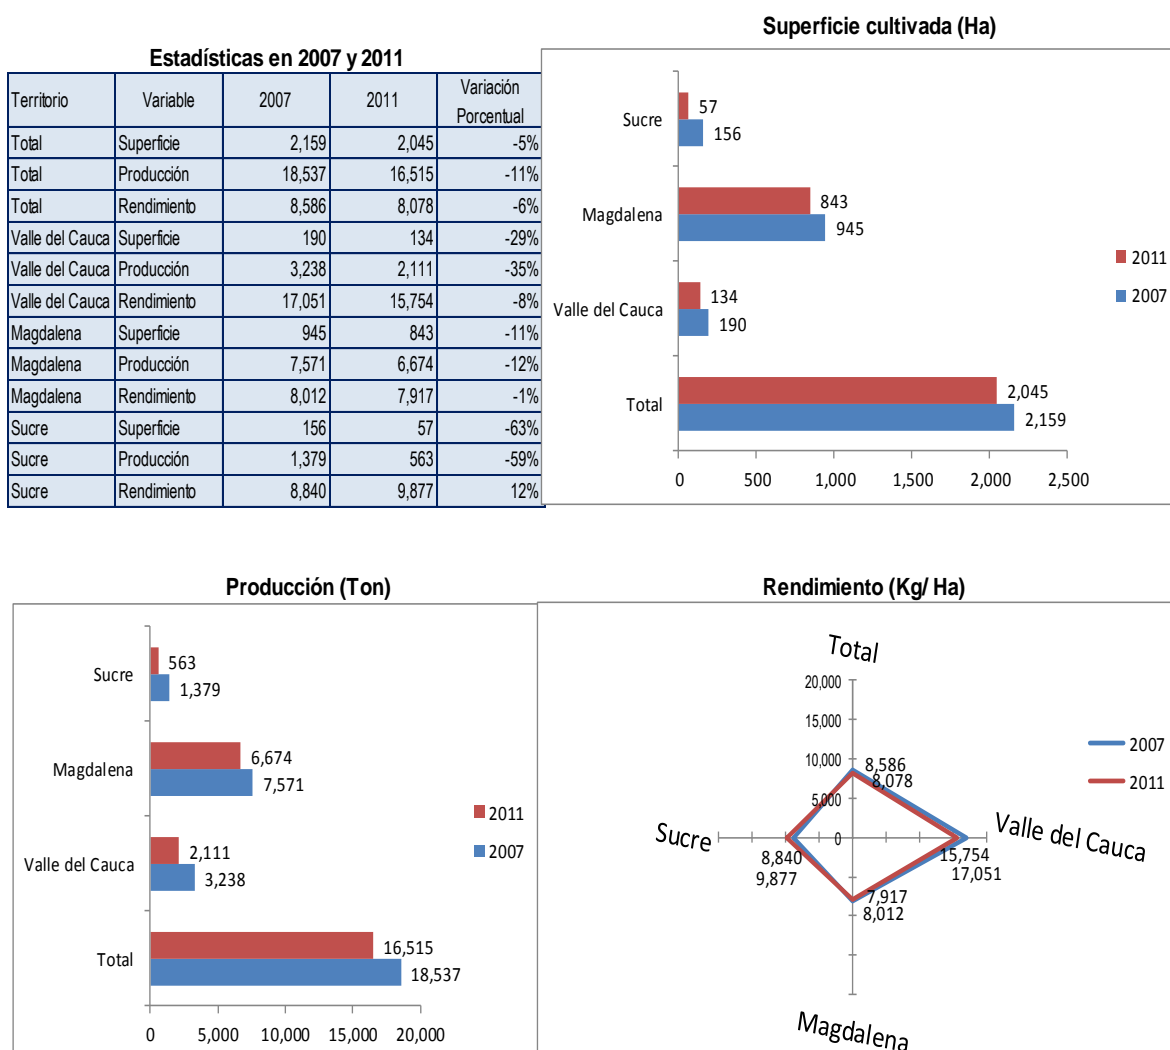 Estadísticas en 2007 y 2011
Territorio Variable 2007 2011 Variación Porcentual
Total Superficie 2,159 2,045 -5%
Total Producción 18,537 16,515 -11%
Total Rendimiento 8,586 8,078 -6%
Valle del Cauca Superficie 190 134 -29%
Valle del Cauca Producción 3,238 2,111 -35%
Valle del Cauca Rendimiento 17,051 15,754 -8%
Magdalena Superficie 945 843 -11%
Magdalena Producción 7,571 6,674 -12%
Magdalena Rendimiento 8,012 7,917 -1%
Sucre Superficie 156 57 -63%
Sucre Producción 1,379 563 -59%
Sucre Rendimiento 8,840 9,877 12%
Superficie cultivada (Ha)
57
Sucre
156
843
Magdalena
945
2011
134
Valle del Cauca
190
2007
2,045
Total
2,159
0 500 1,000 1,500 2,000 2,500
Producción (Ton)
563
Sucre
1,379
6,674
Magdalena
7,571
2011
2,111
Valle del Cauca
3,238
2007
16,515
Total
18,537
0 5,000 10,000 15,000 20,000
Rendimiento (Kg/ Ha)
Total
20,000
15,000
2007
10,000
8,586
8,078
2011
5,000
0
Sucre
Valle del Cauca
8,840
15,754
9,877
17,051
7,917
8,012
Magdalena